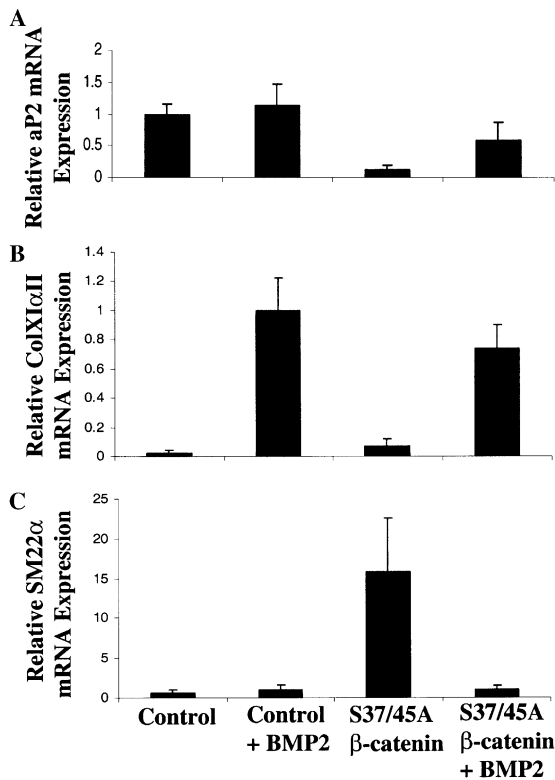 A
Relative aP2 mRNA
Expression
2
1.5
1
0.5
0
B
Relative ColXIαII
mRNA Expression
1.4
1.2
1
0.8
0.6
0.4
0.2
0
C
Relative SM22α
mRNA Expression
25
20
15
10
5
0
Control
Control
+ BMP2
S37/45A
β-catenin
S37/45A
β-catenin
+ BMP2